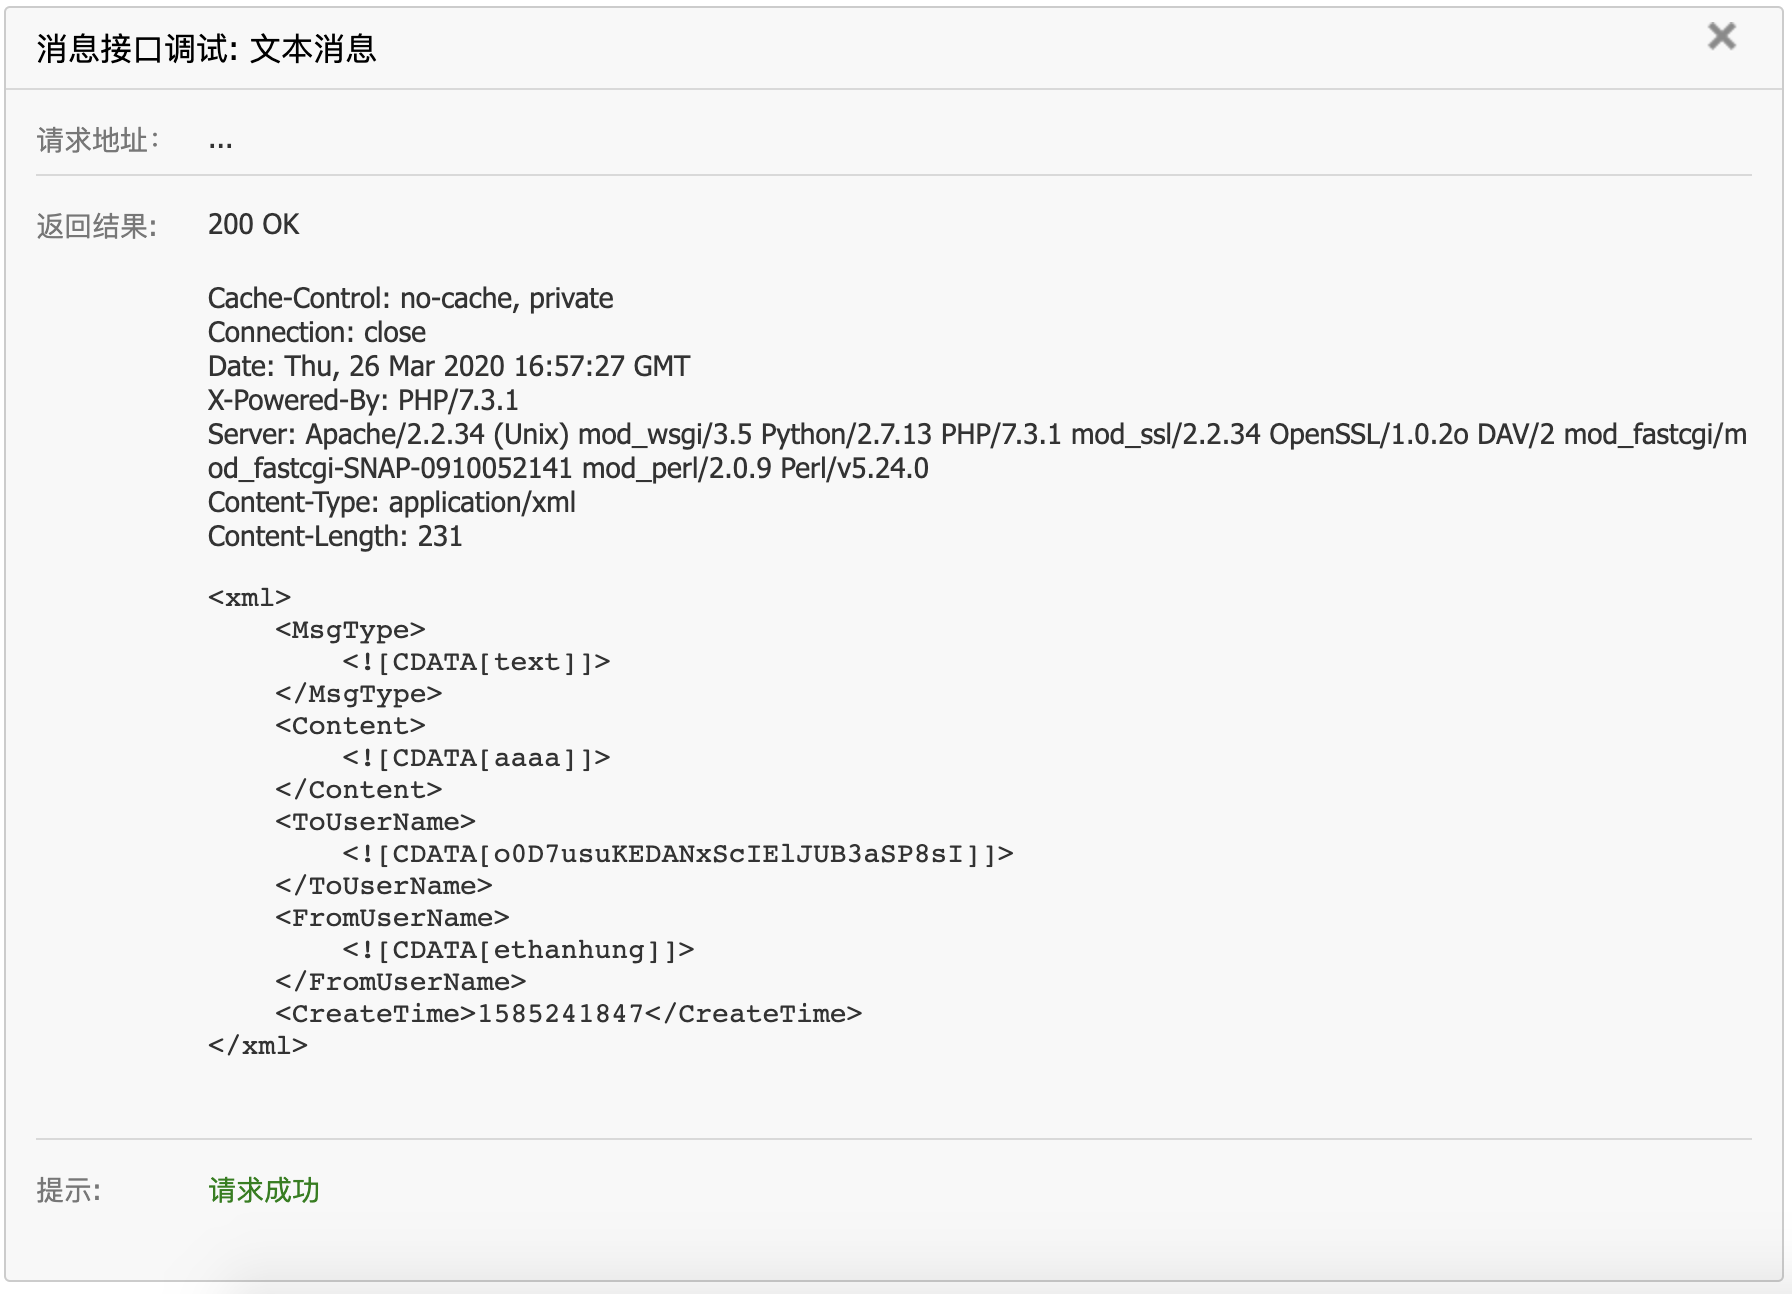 消息接口调试: 文本消息
请求地址： ...
返回结果: 200 OK
Cache-Control: no-cache, private
Connection: close
Date: Thu, 26 Mar 2020 16:57:27 GMT
X-Powered-By: PHP/7.3.1
Server: Apache/2.2.34 (Unix) mod_wsgi/3.5 Python/2.7.13 PHP/7.3.1 mod_ssl/2.2.34 OpenSSL/1.0.2o DAV/2 mod_fastcgi/m
od_fastcgi-SNAP-0910052141 mod_perl/2.0.9 Perl/v5.24.0
Content-Type: application/xml
Content-Length: 231
<xml>
    <MsgType>
        <![CDATA[text]]>
    </MsgType>
    <Content>
        <![CDATA[aaaa]]>
    </Content>
    <ToUserName>
        <![CDATA[o0D7usuKEDANxScIElJUB3aSP8sI]]>
    </ToUserName>
    <FromUserName>
        <![CDATA[ethanhung]]>
    </FromUserName>
    <CreateTime>1585241847</CreateTime>
</xml>
提示: 请求成功